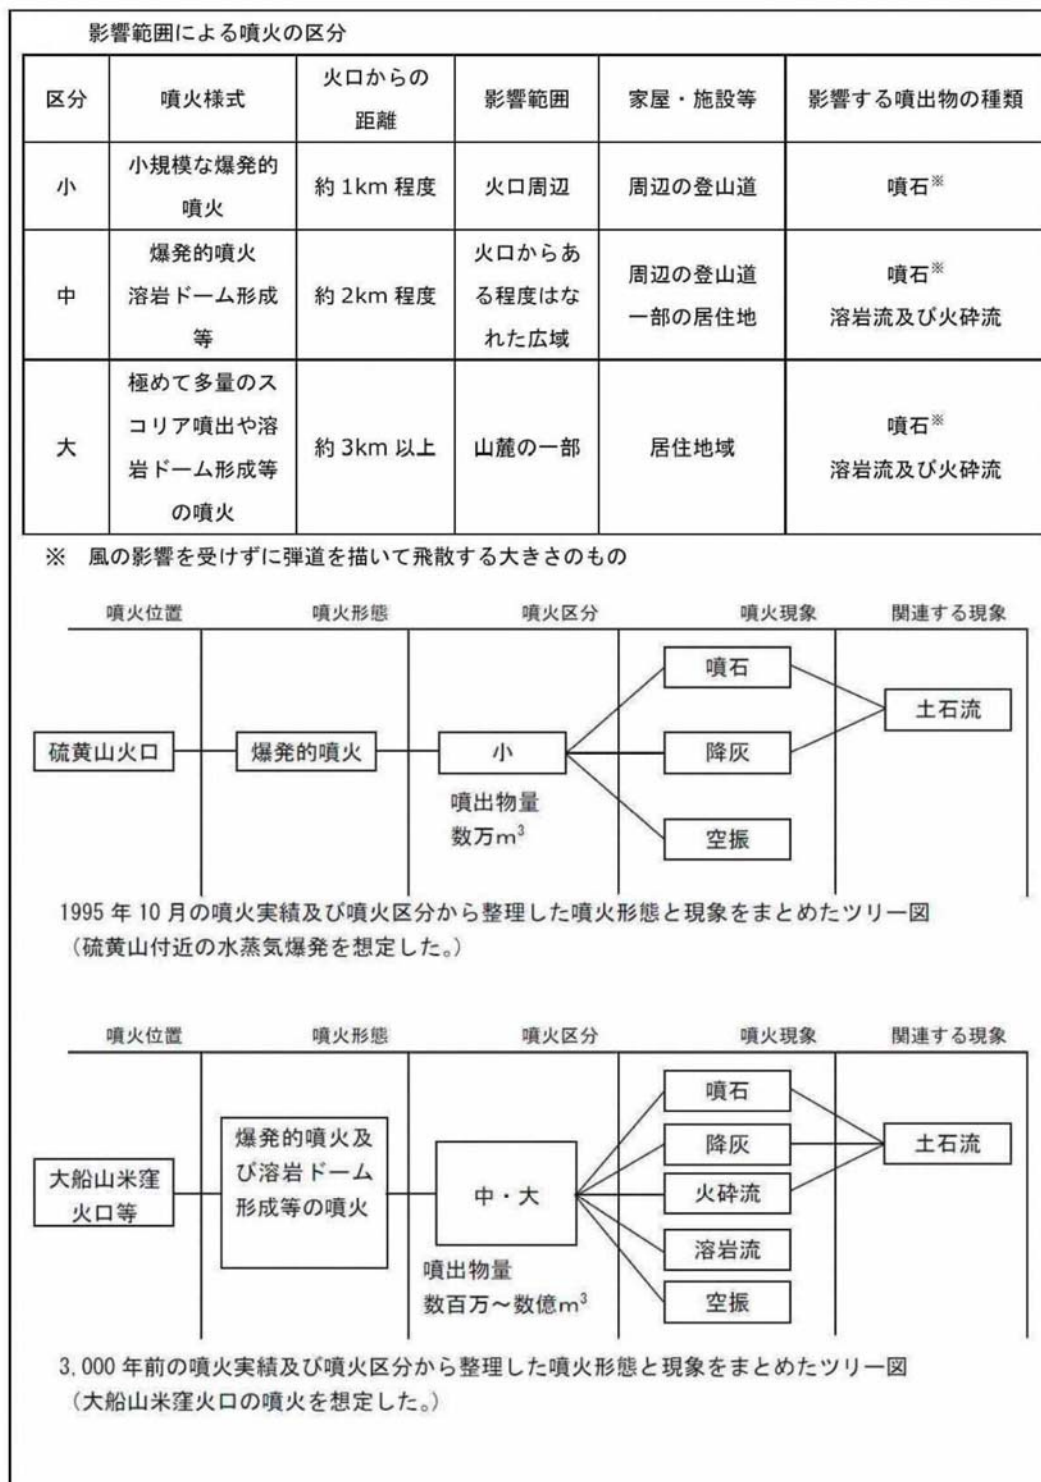 影響範囲による噴火の区分
区分
噴火様式
火口からの
距離
影響範囲
家屋・施設等
影響する噴出物の種類
小
小規模な爆発的
噴火
約1km 程度
火口周辺
周辺の登山道
噴石※
中
爆発的噴火
溶岩ドーム形成
等
約2km 程度
火口からあ
る程度はな
れた広域
周辺の登山道
一部の居住地
噴石※
溶岩流及び火砕流
大
極めて多量のス
コリア噴出や溶
岩ドーム形成等
の噴火
約3km 以上
山麓の一部
居住地域
噴石※
溶岩流及び火砕流
※ 風の影響を受けずに弾道を描いて飛散する大きさのもの
噴火位置 噴火形態 噴火区分 噴火現象 関連する現象
硫黄山火口
爆発的噴火
小
噴出物量
数万m³
噴石
降灰
空振
土石流
1995 年 10 月の噴火実績及び噴火区分から整理した噴火形態と現象をまとめたツリー図
(硫黄山付近の水蒸気爆発を想定した。)
噴火位置 噴火形態 噴火区分 噴火現象 関連する現象
大船山米窪
火口等
爆発的噴火及
び溶岩ドーム
形成等の噴火
中・大
噴出物量
数百万~数億m³
噴石
降灰
火砕流
溶岩流
空振
土石流
3,000 年前の噴火実績及び噴火区分から整理した噴火形態と現象をまとめたツリー図
(大船山米窪火口の噴火を想定した。)